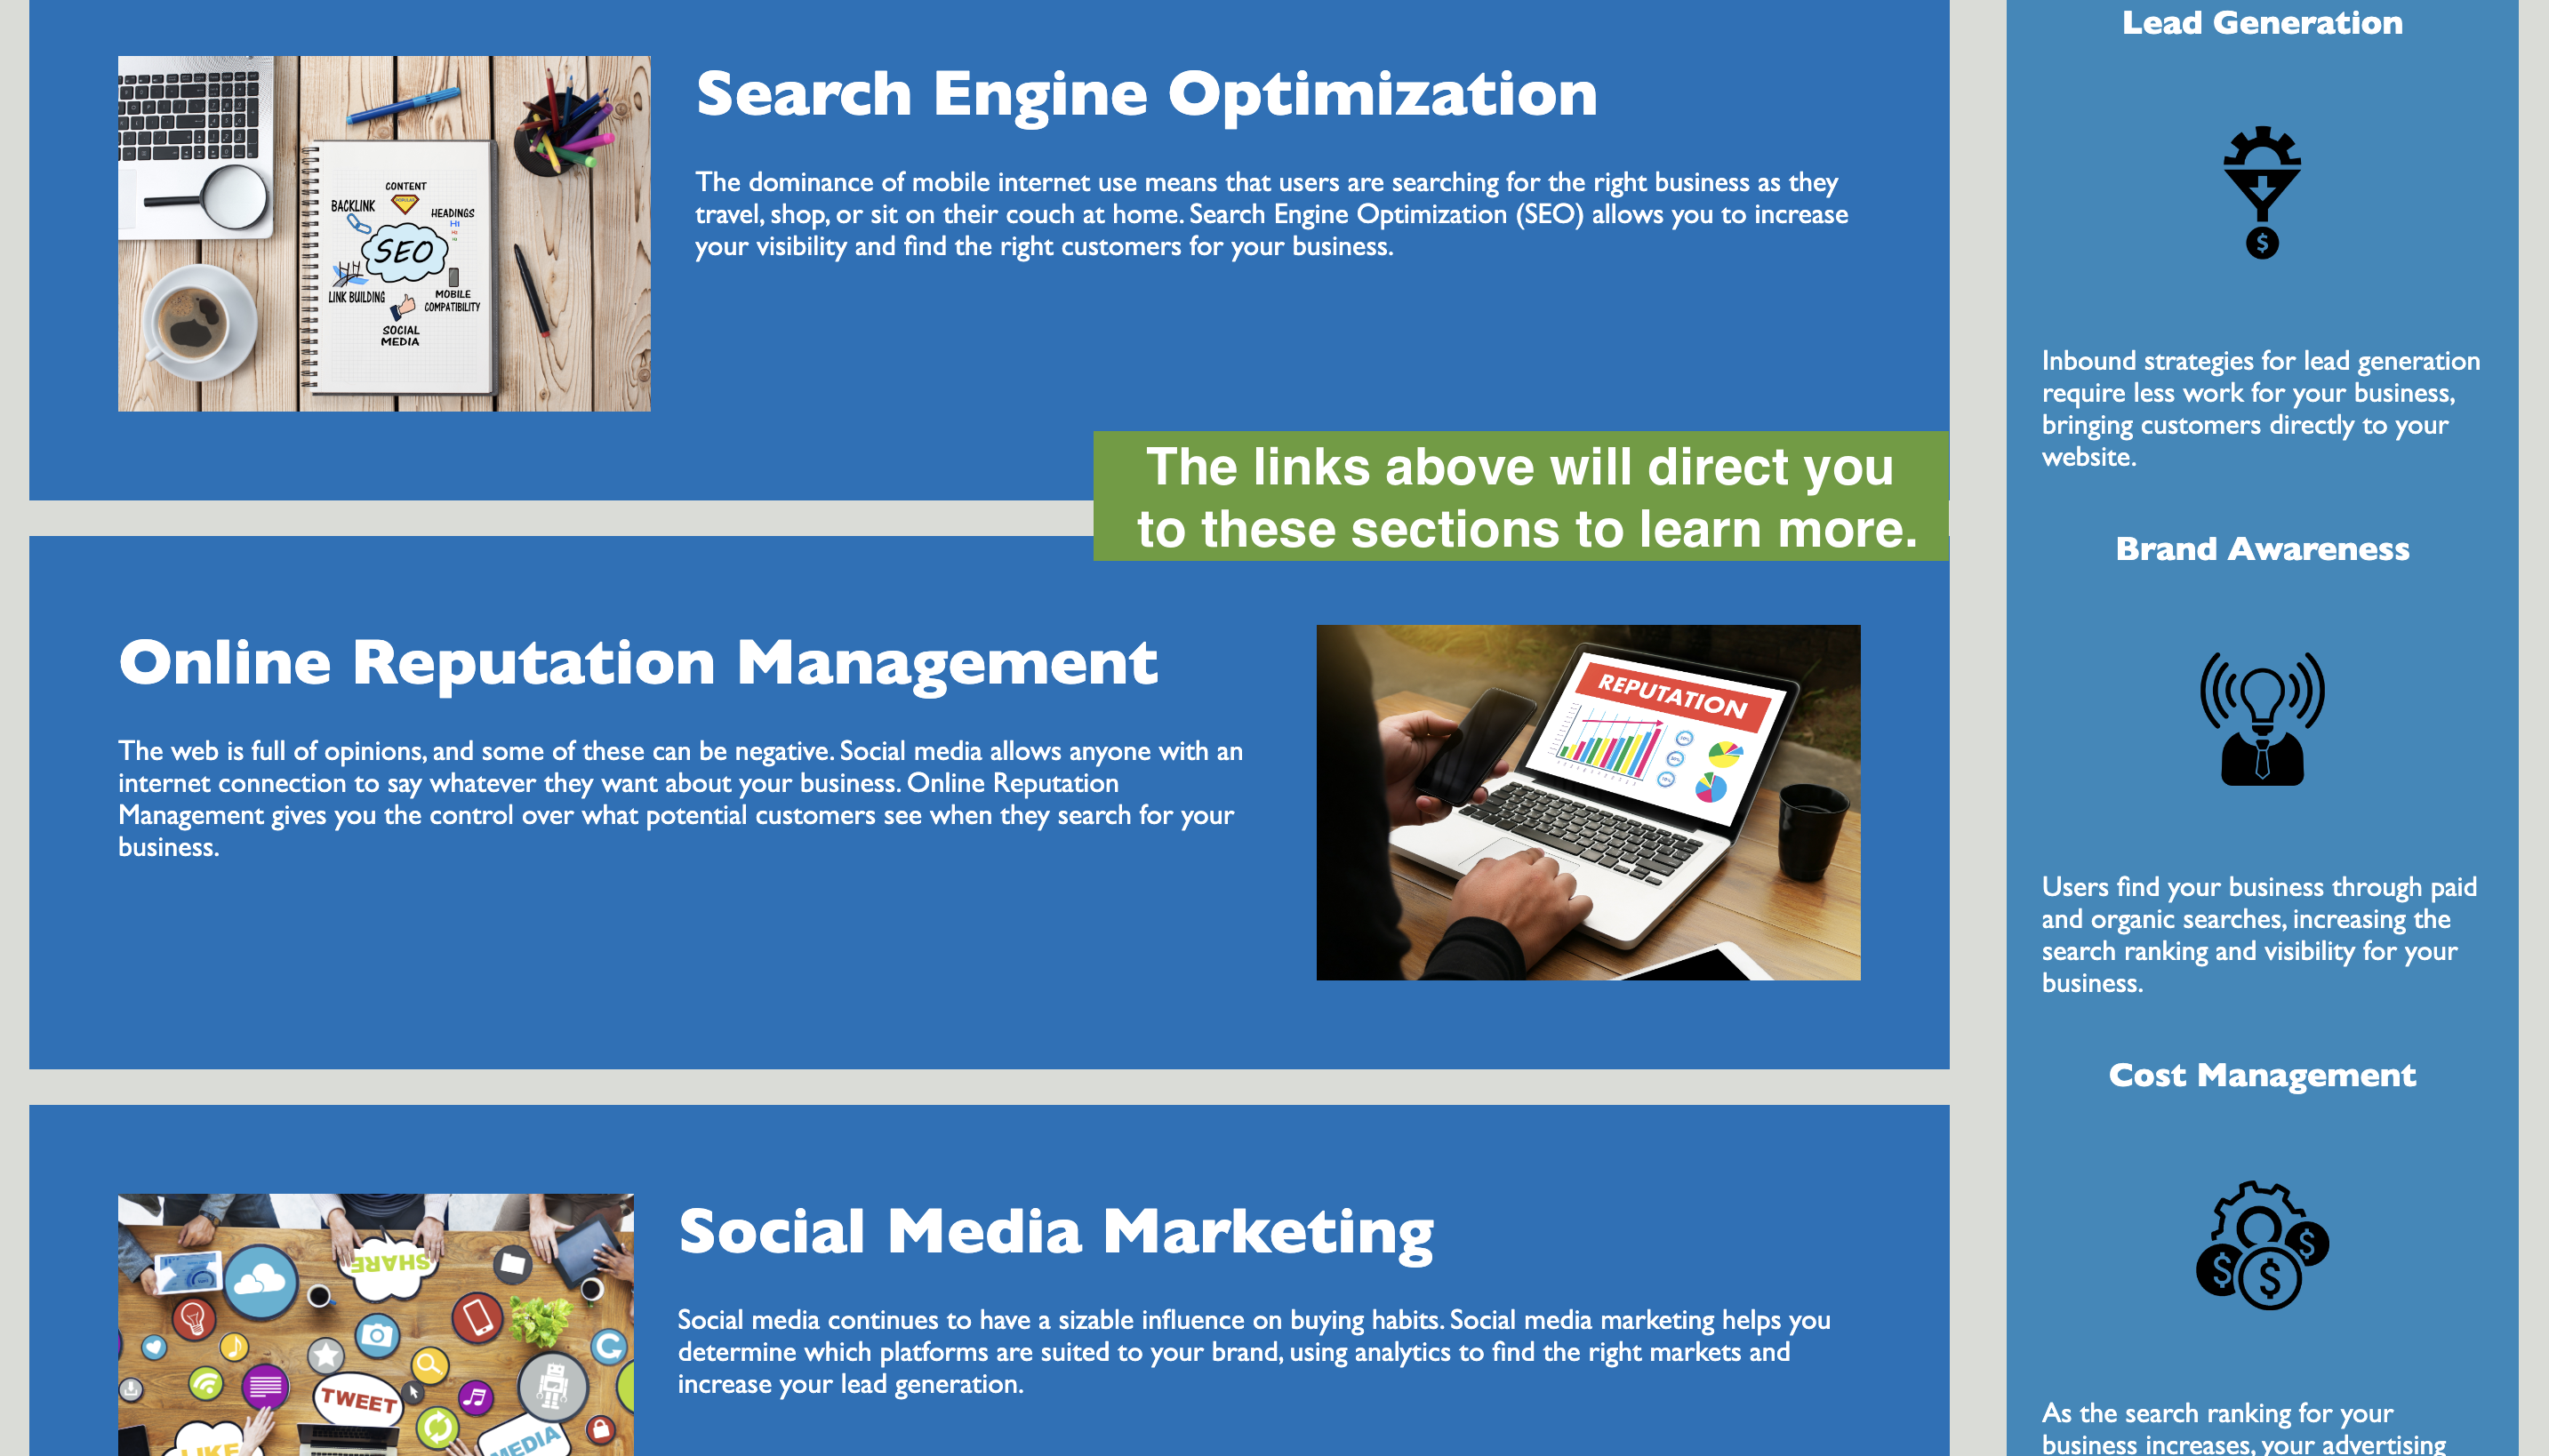 Search Engine Optimization
The dominance of mobile internet use means that users are searching for the right business as they
travel, shop, or sit on their couch at home. Search Engine Optimization (SEO) allows you to increase
your visibility and find the right customers for your business.
CONTENT
POPULAR
BACKLINK
HEADINGS
H1
H2
H3
SEO
LINK BUILDING
MOBILE
COMPATIBILITY
SOCIAL
MEDIA
The links above will direct you
to these sections to learn more.
Online Reputation Management
The web is full of opinions, and some of these can be negative. Social media allows anyone with an
internet connection to say whatever they want about your business. Online Reputation
Management gives you the control over what potential customers see when they search for your
business.
REPUTATION
Social Media Marketing
Social media continues to have a sizable influence on buying habits. Social media marketing helps you
determine which platforms are suited to your brand, using analytics to find the right markets and
increase your lead generation.
SHARE
TWEET
LIKE
MEDIA
Lead Generation
$
Inbound strategies for lead generation
require less work for your business,
bringing customers directly to your
website.
Brand Awareness
Users find your business through paid
and organic searches, increasing the
search ranking and visibility for your
business.
Cost Management
$ $ $
As the search ranking for your
business increases, your advertising